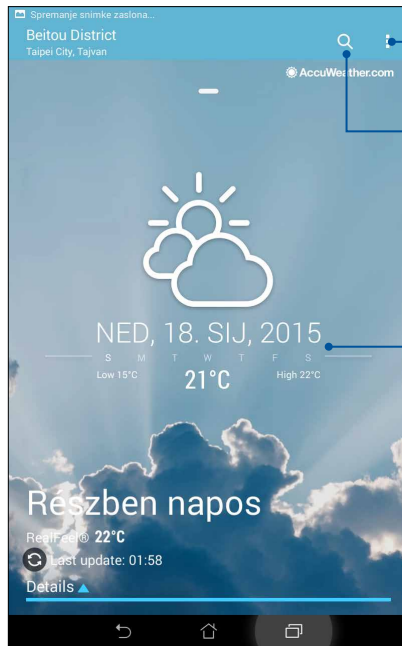 Spremanje snimke zaslona...
Beitou District
Taipei City, Tajvan
AccuWeather.com
NED, 18. SIJ, 2015
S M T W T F S
Low 15°C 21°C High 22°C
Részben napos
RealFeel® 22°C
Last update: 01:58
Details